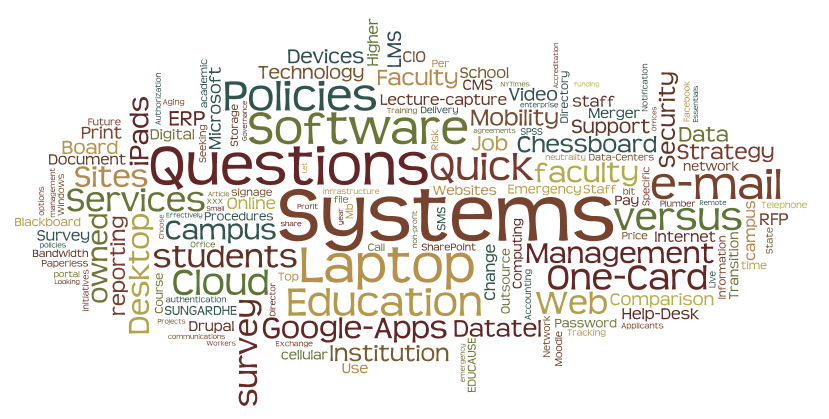 Higher
LMS
CIO
Devices
Technology
Per
School
Faculty
CMS
NYTimes
funding
Accreditation
Notification
Facebook
Essentials
Authorization
Aging
academic
Microsoft
Policies
Lecture-capture
Video
enterprise
Directory
staff
Merger
offices
security
iPads
ERP
Storage
Governance
Training
Delivery
Mobility
Support
Future
Print
Digital
Seeking
Software
Risk
agreements
SPSS
Chessboard
Data
Board
Job
Strategy
Document
Questions
Quick
neutrality
Data-Centers
network
Sites
Let
faculty
Specific
e-mail
options
management
Windows
Services
Article
signage
xxx
Small
Online
infrastructure
file
Websites
Emergency
Staff
bit
Pay
Plumber
Remote
Telephone
Blackboard
owned
Choose
Effectively
Procedures
Profit
year
Mb
Systems
SMS
versus
campus
RFP
Survey
policies
Desktop
Campus
share
non-profit
Price
Internet
state
Bandwidth
Paperless
reporting
Office
students
Call
SharePoint
Change
Computing
Management
Information
Transition
time
portal
Looking
initiatives
course
Cloud
Top
Laptop
Outsource
One-Card
Live
authentication
SUNGARDHE
Director
Education
Accounting
Web
Comparison
survey
Projects
Drupal
Google-Apps
Datatel
Network
Password
Help-Desk
communications
Workers
Exchange
cellular
Institution
Moodle
Tracking
Applicants
Use
emergency
EDUCAUSE